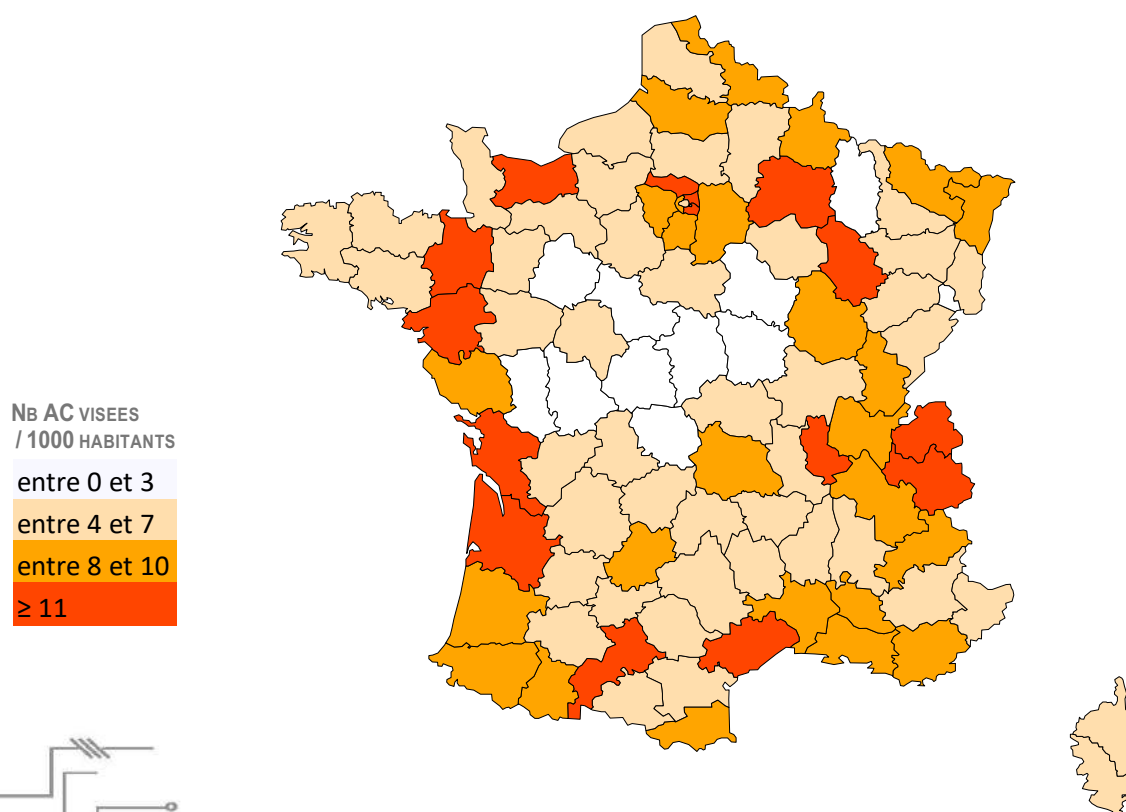 NB AC VISEES
/ 1000 HABITANTS
entre 0 et 3
entre 4 et 7
entre 8 et 10
≥ 11